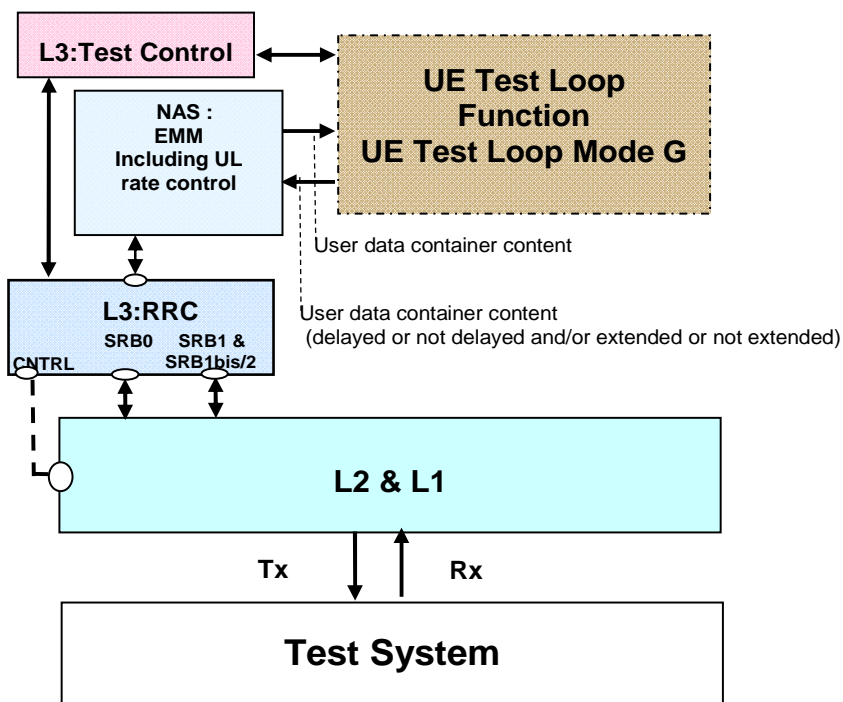 L3:Test Control
UE Test Loop
Function
UE Test Loop Mode G
NAS :
EMM
Including UL
rate control
User data container content
User data container content
(delayed or not delayed and/or extended or not extended)
L3:RRC
SRB0
SRB1 &
SRB1bis/2
CNTRL
L2 & L1
Tx
Rx
Test System